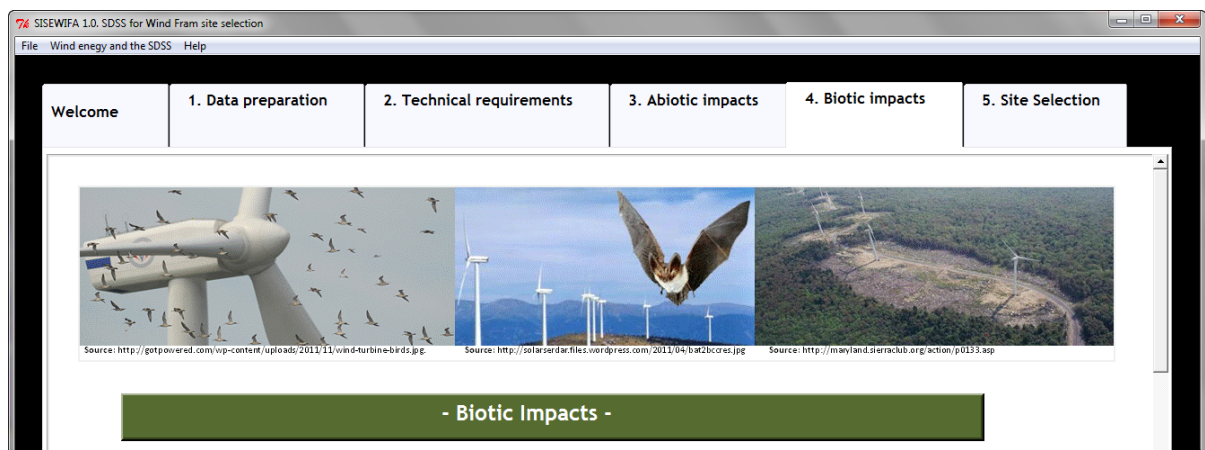 SISEWIFA 1.0. SDSS for Wind Fram site selection
File Wind enegy and the SDSS Help
Welcome 1. Data preparation 2. Technical requirements 3. Abiotic impacts 4. Biotic impacts 5. Site Selection
Source: http://gotpowered.com/wp-content/uploads/2011/11/wind-turbine-birds.jpg. Source: http://solarserdar.files.wordpress.com/2011/04/bat2bccres.jpg Source: http://maryland.sierraclub.org/action/p0133.asp
- Biotic Impacts -